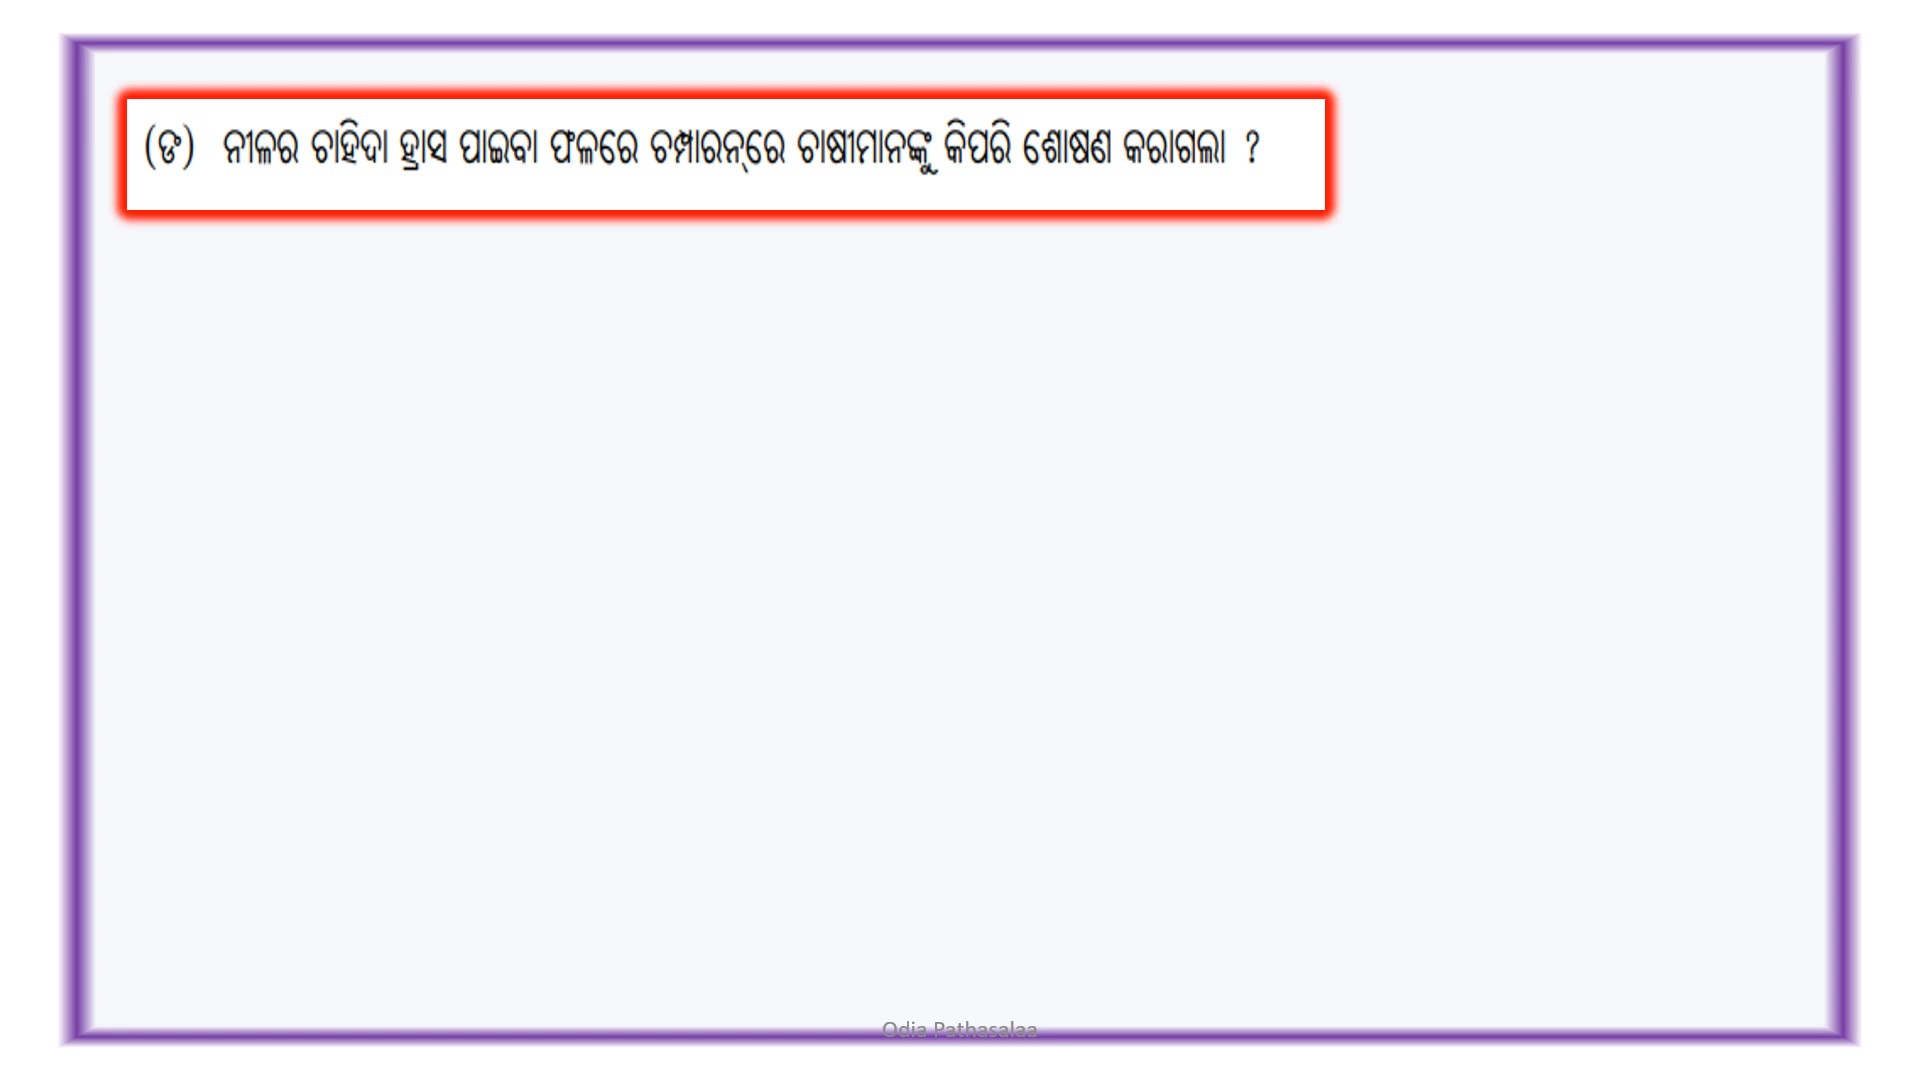 (ଙ) ନୀଳର ଚାହିଦା ହ୍ରାସ ପାଇବା ଫଳରେ ଚମ୍ପାରନ୍‌ରେ ଚାଷୀମାନଙ୍କୁ କିପରି ଶୋଷଣ କରାଗଲା ?
Odia Pathasalaa